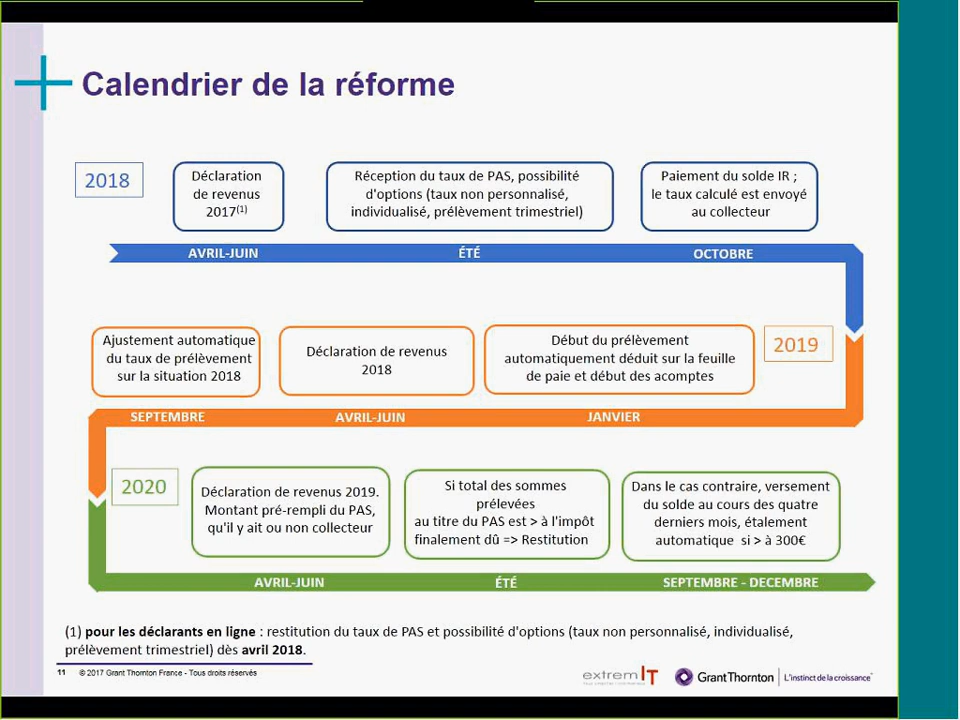 Calendrier de la réforme
2018
Déclaration
de revenus
2017(1)
Réception du taux de PAS, possibilité
d'options (taux non personnalisé,
individualisé, prélèvement trimestriel)
Paiement du solde IR ;
le taux calculé est envoyé
au collecteur
AVRIL-JUIN
ÉTÉ
OCTOBRE
2019
Début du prélèvement
automatiquement déduit sur la feuille
de paie et début des acomptes
Déclaration de revenus
2018
Ajustement automatique
du taux de prélèvement
sur la situation 2018
JANVIER
AVRIL-JUIN
SEPTEMBRE
2020
Déclaration de revenus 2019.
Montant pré-rempli du PAS,
qu'il y ait ou non collecteur
Si total des sommes
prélevées
au titre du PAS est > à l'impôt
finalement dû => Restitution
Dans le cas contraire, versement
du solde au cours des quatre
derniers mois, étalement
automatique si > à 300€
AVRIL-JUIN
ÉTÉ
SEPTEMBRE - DECEMBRE
(1) pour les déclarants en ligne : restitution du taux de PAS et possibilité d'options (taux non personnalisé, individualisé,
prélèvement trimestriel) dès avril 2018.
11 © 2017 Grant Thornton France - Tous droits réservés
extremIT
GrantThornton
L'instinct de la croissance